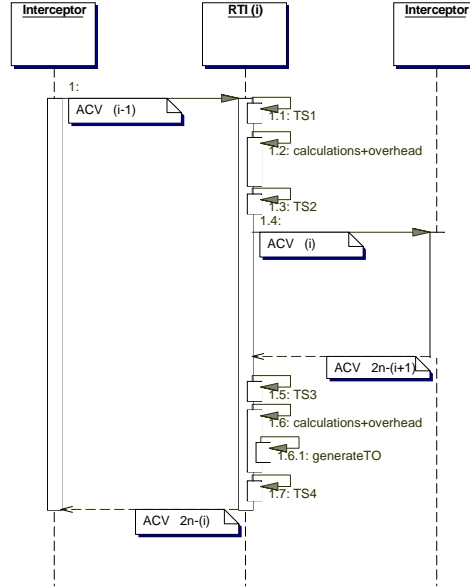 Interceptor RTI (i) Interceptor
1:
ACV (i-1)
1.1: TS1
1.2: calculations+overhead
1.3: TS2
1.4:
ACV (i)
ACV 2n-(i+1)
1.5: TS3
1.6: calculations+overhead
1.6.1: generateTO
1.7: TS4
ACV 2n-(i)